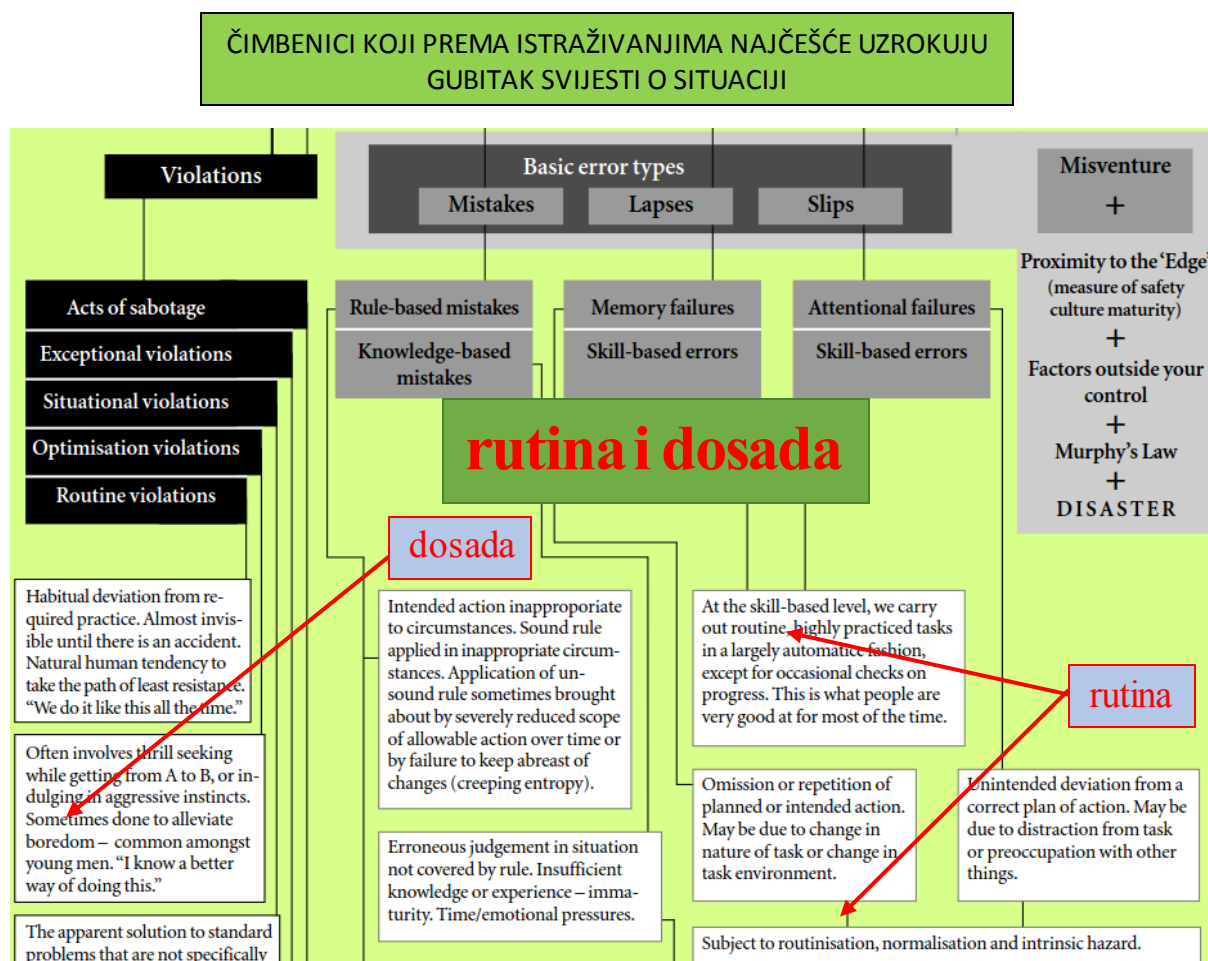 ČIMBENICI KOJI PREMA ISTRAŽIVANJIMA NAJČEŠĆE UZROKUJU
GUBITAK SVIJESTI O SITUACIJI
Violations
Basic error types
Mistakes
Lapses
Slips
Misventure
+
Proximity to the ‘Edge’
(measure of safety
culture maturity)
+
Factors outside your
control
+
Murphy’s Law
+
DISASTER
Acts of sabotage
Exceptional violations
Situational violations
Optimisation violations
Routine violations
Rule-based mistakes
Knowledge-based
mistakes
Memory failures
Skill-based errors
Attentional failures
Skill-based errors
rutina i dosada
dosada
rutina
Habitual deviation from re-
quired practice. Almost invis-
ible until there is an accident.
Natural human tendency to
take the path of least resistance.
“We do it like this all the time.”
Often involves thrill seeking
while getting from A to B, or in-
dulging in aggressive instincts.
Sometimes done to alleviate
boredom – common amongst
young men. “I know a better
way of doing this.”
The apparent solution to standard
problems that are not specifically
Intended action inapproporiate
to circumstances. Sound rule
applied in inappropriate circum-
stances. Application of un-
sound rule sometimes brought
about by severely reduced scope
of allowable action over time or
by failure to keep abreast of
changes (creeping entropy).
Erroneous judgement in situation
not covered by rule. Insufficient
knowledge or experience – imma-
turity. Time/emotional pressures.
At the skill-based level, we carry
out routine, highly practiced tasks
in a largely automatice fashion,
except for occasional checks on
progress. This is what people are
very good at for most of the time.
Omission or repetition of
planned or intended action.
May be due to change in
nature of task or change in
task environment.
Unintended deviation from a
correct plan of action. May be
due to distraction from task
or preoccupation with other
things.
Subject to routinisation, normalisation and intrinsic hazard.